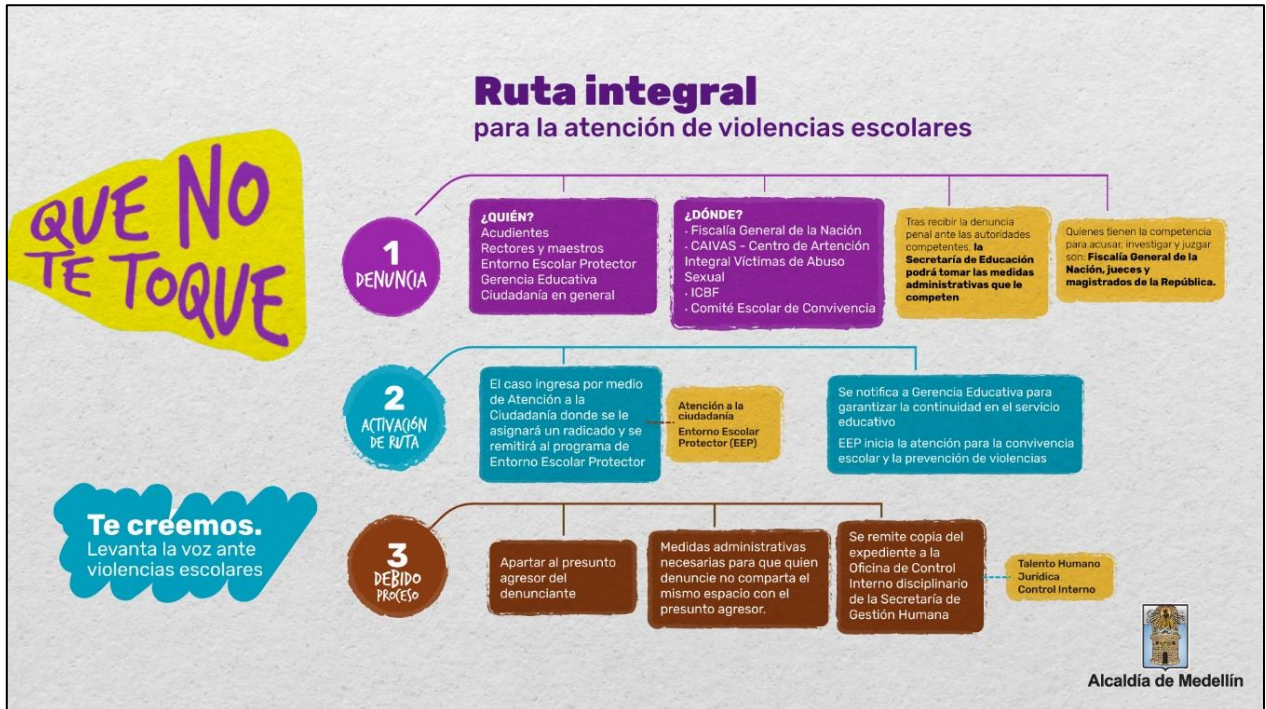 Ruta integral
para la atención de violencias escolares
QUE NO
TE TOQUE
1
DENUNCIA
¿QUIÉN?
Acudientes
Rectores y maestros
Entorno Escolar Protector
Gerencia Educativa
Ciudadanía en general
¿DÓNDE?
· Fiscalía General de la Nación
· CAIVAS - Centro de Artención
Integral Víctimas de Abuso
Sexual
· ICBF
· Comité Escolar de Convivencia
Tras recibir la denuncia
penal ante las autoridades
competentes, la
Secretaría de Educación
podrá tomar las medidas
administrativas que le
competen
Quienes tienen la competencia
para acusar, investigar y juzgar
son: Fiscalía General de la
Nación, jueces y
magistrados de la República.
2
ACTIVACIÓN
DE RUTA
El caso ingresa por medio
de Atención a la
Ciudadanía donde se le
asignará un radicado y se
remitirá al programa de
Entorno Escolar Protector
Atención a la
ciudadanía
Entorno Escolar
Protector (EEP)
Se notifica a Gerencia Educativa para
garantizar la continuidad en el servicio
educativo
EEP inicia la atención para la convivencia
escolar y la prevención de violencias
Te creemos.
Levanta la voz ante
violencias escolares
3
DEBIDO
PROCESO
Apartar al presunto
agresor del
denunciante
Medidas administrativas
necesarias para que quien
denuncie no comparta el
mismo espacio con el
presunto agresor.
Se remite copia del
expediente a la
Oficina de Control
Interno disciplinario
de la Secretaría de
Gestión Humana
Talento Humano
Jurídica
Control Interno
Alcaldía de Medellín